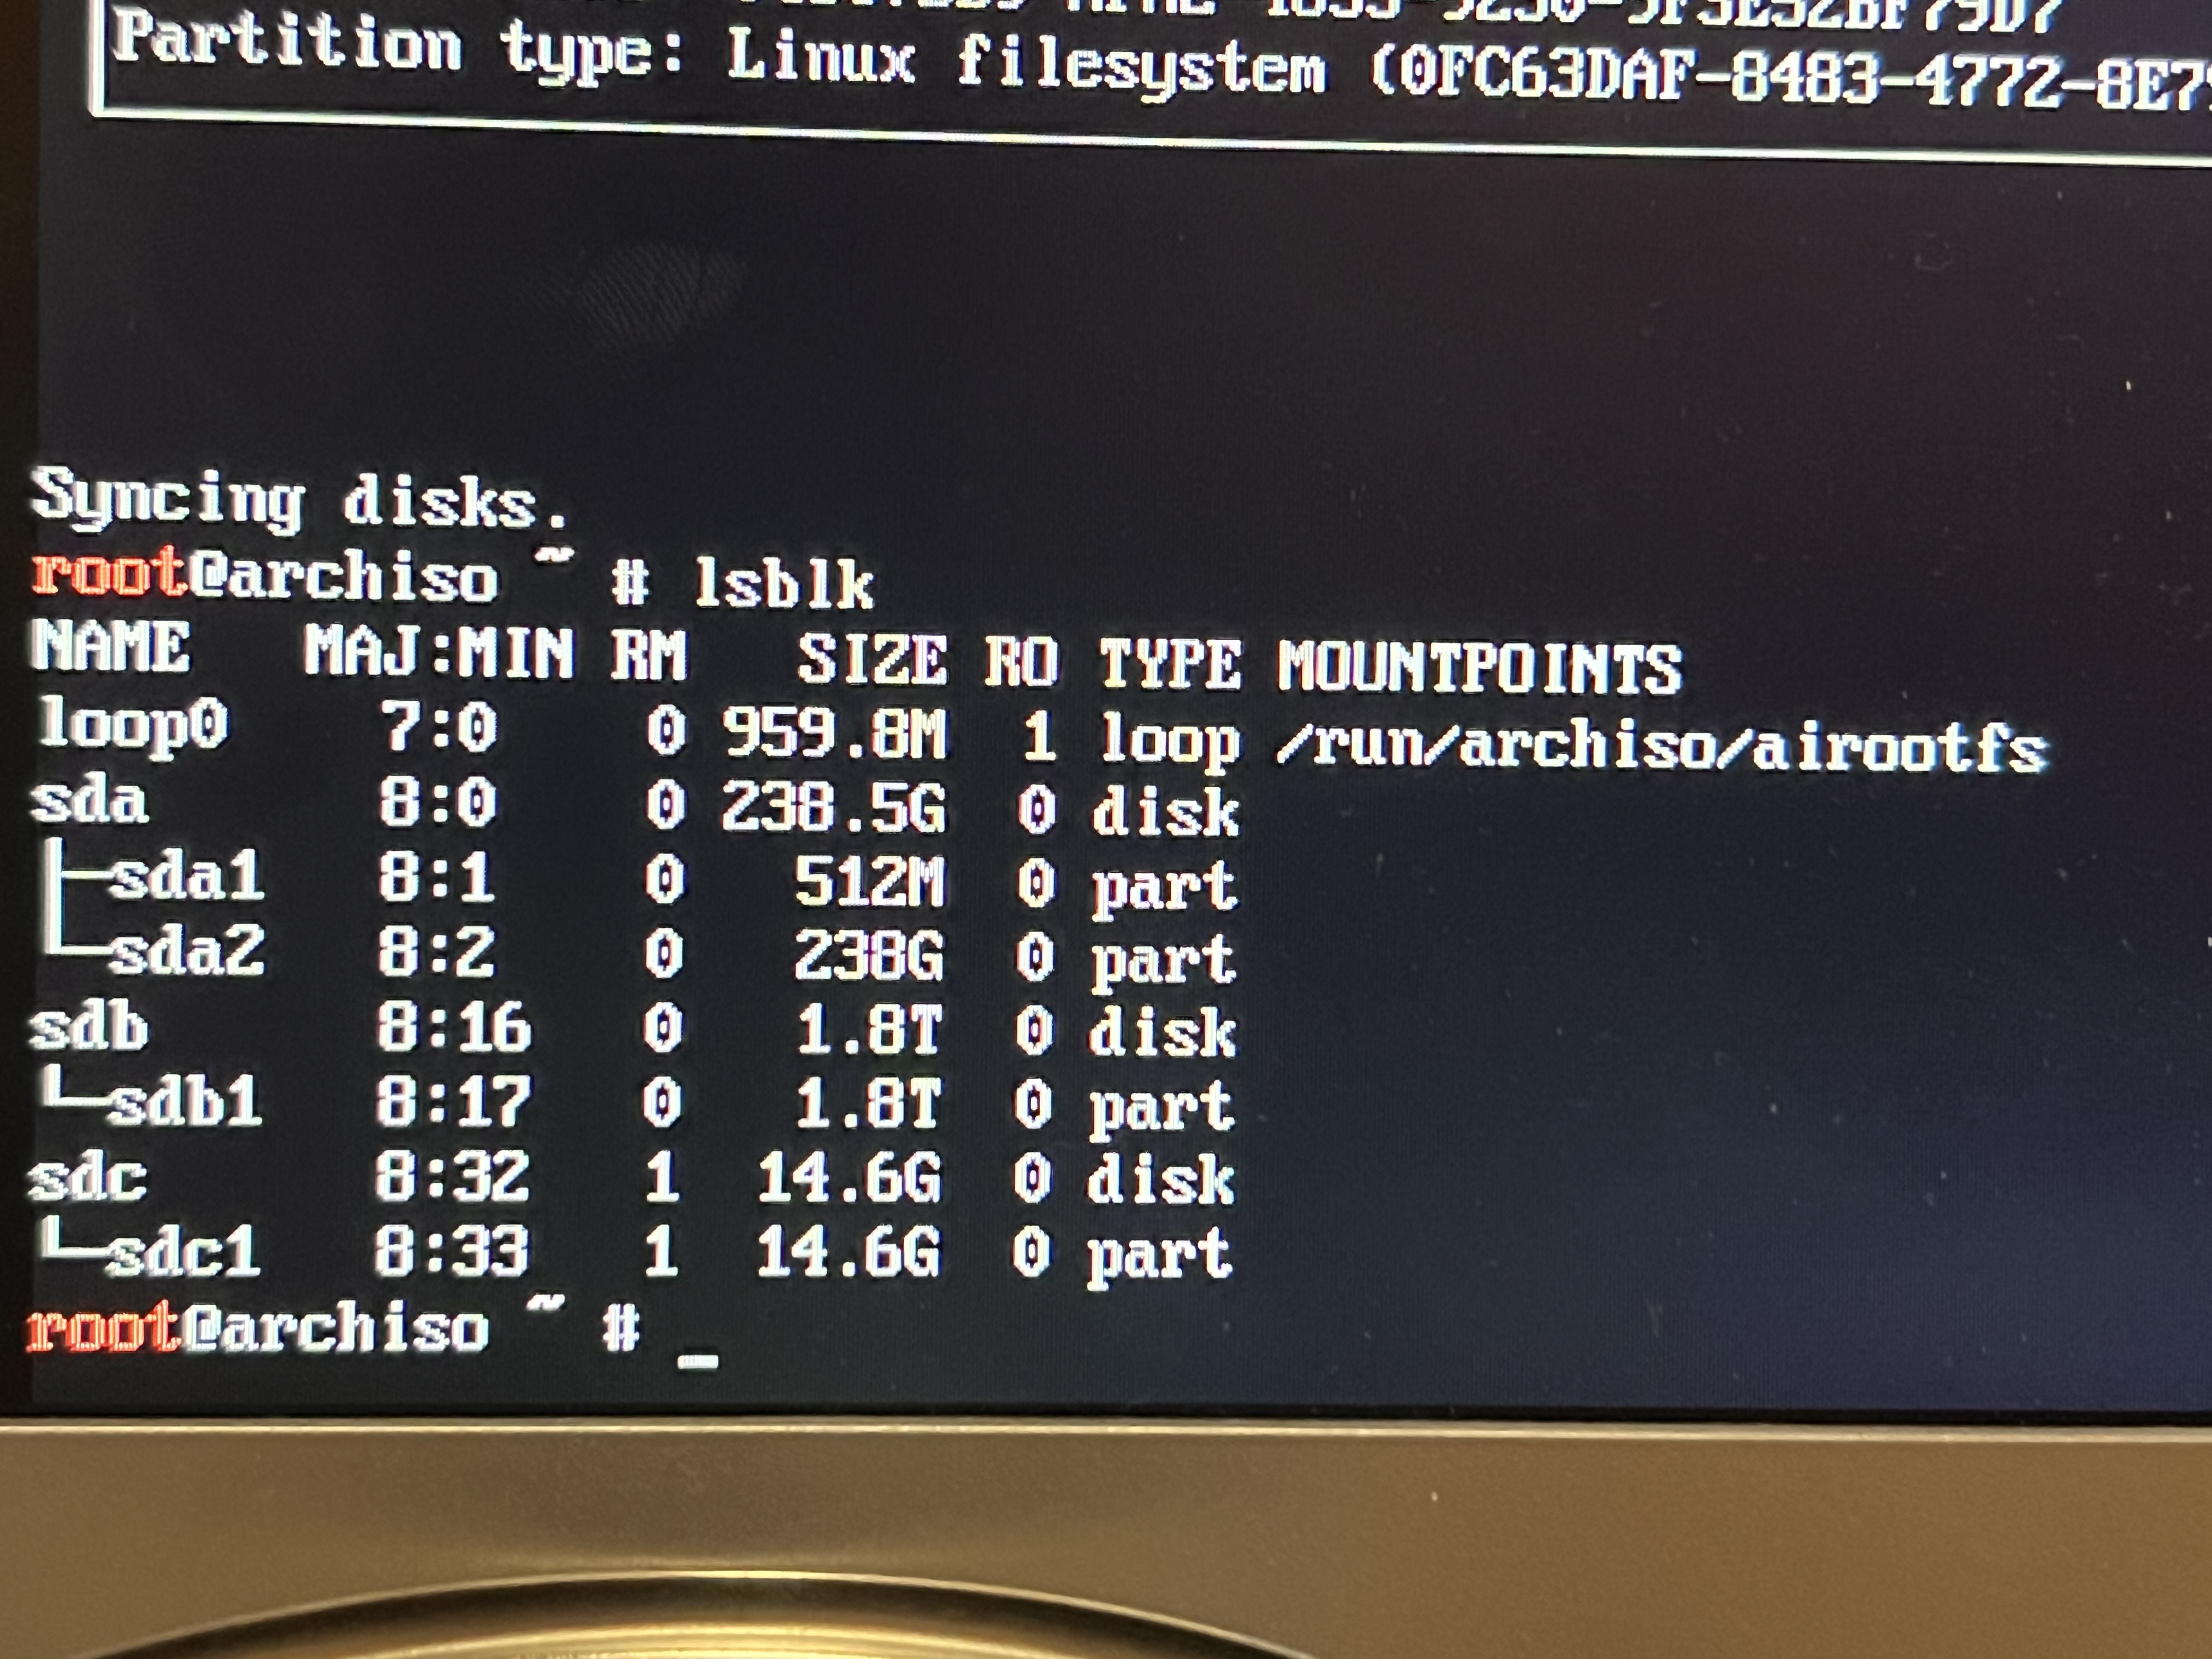 Partition type: Linux filesystem (0FC63DAF-8483-4772-8E79
Syncing disks.
root@archiso ~ # lsblk
NAME   MAJ:MIN RM   SIZE RO TYPE MOUNTPOINTS
loop0    7:0    0 959.8M  1 loop /run/archiso/airootfs
sda      8:0    0 238.5G  0 disk
├─sda1   8:1    0   512M  0 part
└─sda2   8:2    0   238G  0 part
sdb      8:16   0   1.8T  0 disk
└─sdb1   8:17   0   1.8T  0 part
sdc      8:32   1  14.6G  0 disk
└─sdc1   8:33   1  14.6G  0 part
root@archiso ~ # _